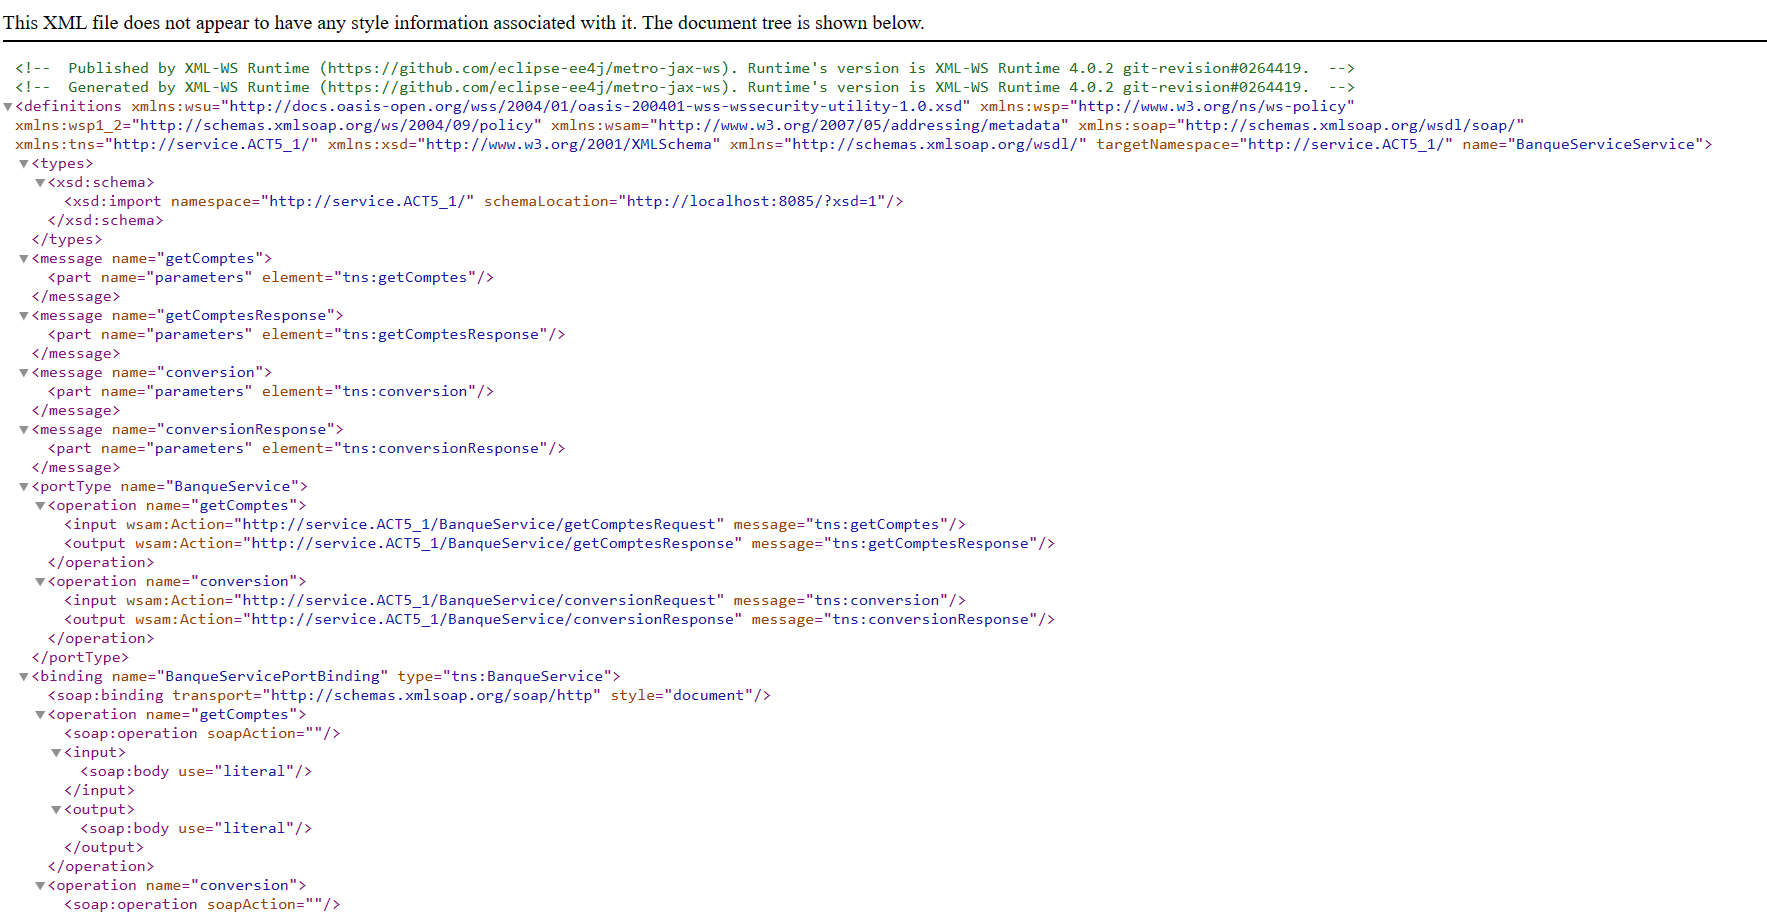 This XML file does not appear to have any style information associated with it. The document tree is shown below.
<!--  Published by XML-WS Runtime (https://github.com/eclipse-ee4j/metro-jax-ws). Runtime's version is XML-WS Runtime 4.0.2 git-revision#0264419.  -->
<!--  Generated by XML-WS Runtime (https://github.com/eclipse-ee4j/metro-jax-ws). Runtime's version is XML-WS Runtime 4.0.2 git-revision#0264419.  -->
▼<definitions xmlns:wsu="http://docs.oasis-open.org/wss/2004/01/oasis-200401-wss-wssecurity-utility-1.0.xsd" xmlns:wsp="http://www.w3.org/ns/ws-policy"
xmlns:wsp1_2="http://schemas.xmlsoap.org/ws/2004/09/policy" xmlns:wsam="http://www.w3.org/2007/05/addressing/metadata" xmlns:soap="http://schemas.xmlsoap.org/wsdl/soap/"
xmlns:tns="http://service.ACT5_1/" xmlns:xsd="http://www.w3.org/2001/XMLSchema" xmlns="http://schemas.xmlsoap.org/wsdl/" targetNamespace="http://service.ACT5_1/" name="BanqueServiceService">
▼<types>
▼<xsd:schema>
<xsd:import namespace="http://service.ACT5_1/" schemaLocation="http://localhost:8085/?xsd=1"/>
</xsd:schema>
</types>
▼<message name="getComptes">
<part name="parameters" element="tns:getComptes"/>
</message>
▼<message name="getComptesResponse">
<part name="parameters" element="tns:getComptesResponse"/>
</message>
▼<message name="conversion">
<part name="parameters" element="tns:conversion"/>
</message>
▼<message name="conversionResponse">
<part name="parameters" element="tns:conversionResponse"/>
</message>
▼<portType name="BanqueService">
▼<operation name="getComptes">
<input wsam:Action="http://service.ACT5_1/BanqueService/getComptesRequest" message="tns:getComptes"/>
<output wsam:Action="http://service.ACT5_1/BanqueService/getComptesResponse" message="tns:getComptesResponse"/>
</operation>
▼<operation name="conversion">
<input wsam:Action="http://service.ACT5_1/BanqueService/conversionRequest" message="tns:conversion"/>
<output wsam:Action="http://service.ACT5_1/BanqueService/conversionResponse" message="tns:conversionResponse"/>
</operation>
</portType>
▼<binding name="BanqueServicePortBinding" type="tns:BanqueService">
<soap:binding transport="http://schemas.xmlsoap.org/soap/http" style="document"/>
▼<operation name="getComptes">
<soap:operation soapAction=""/>
▼<input>
<soap:body use="literal"/>
</input>
▼<output>
<soap:body use="literal"/>
</output>
</operation>
▼<operation name="conversion">
<soap:operation soapAction=""/>